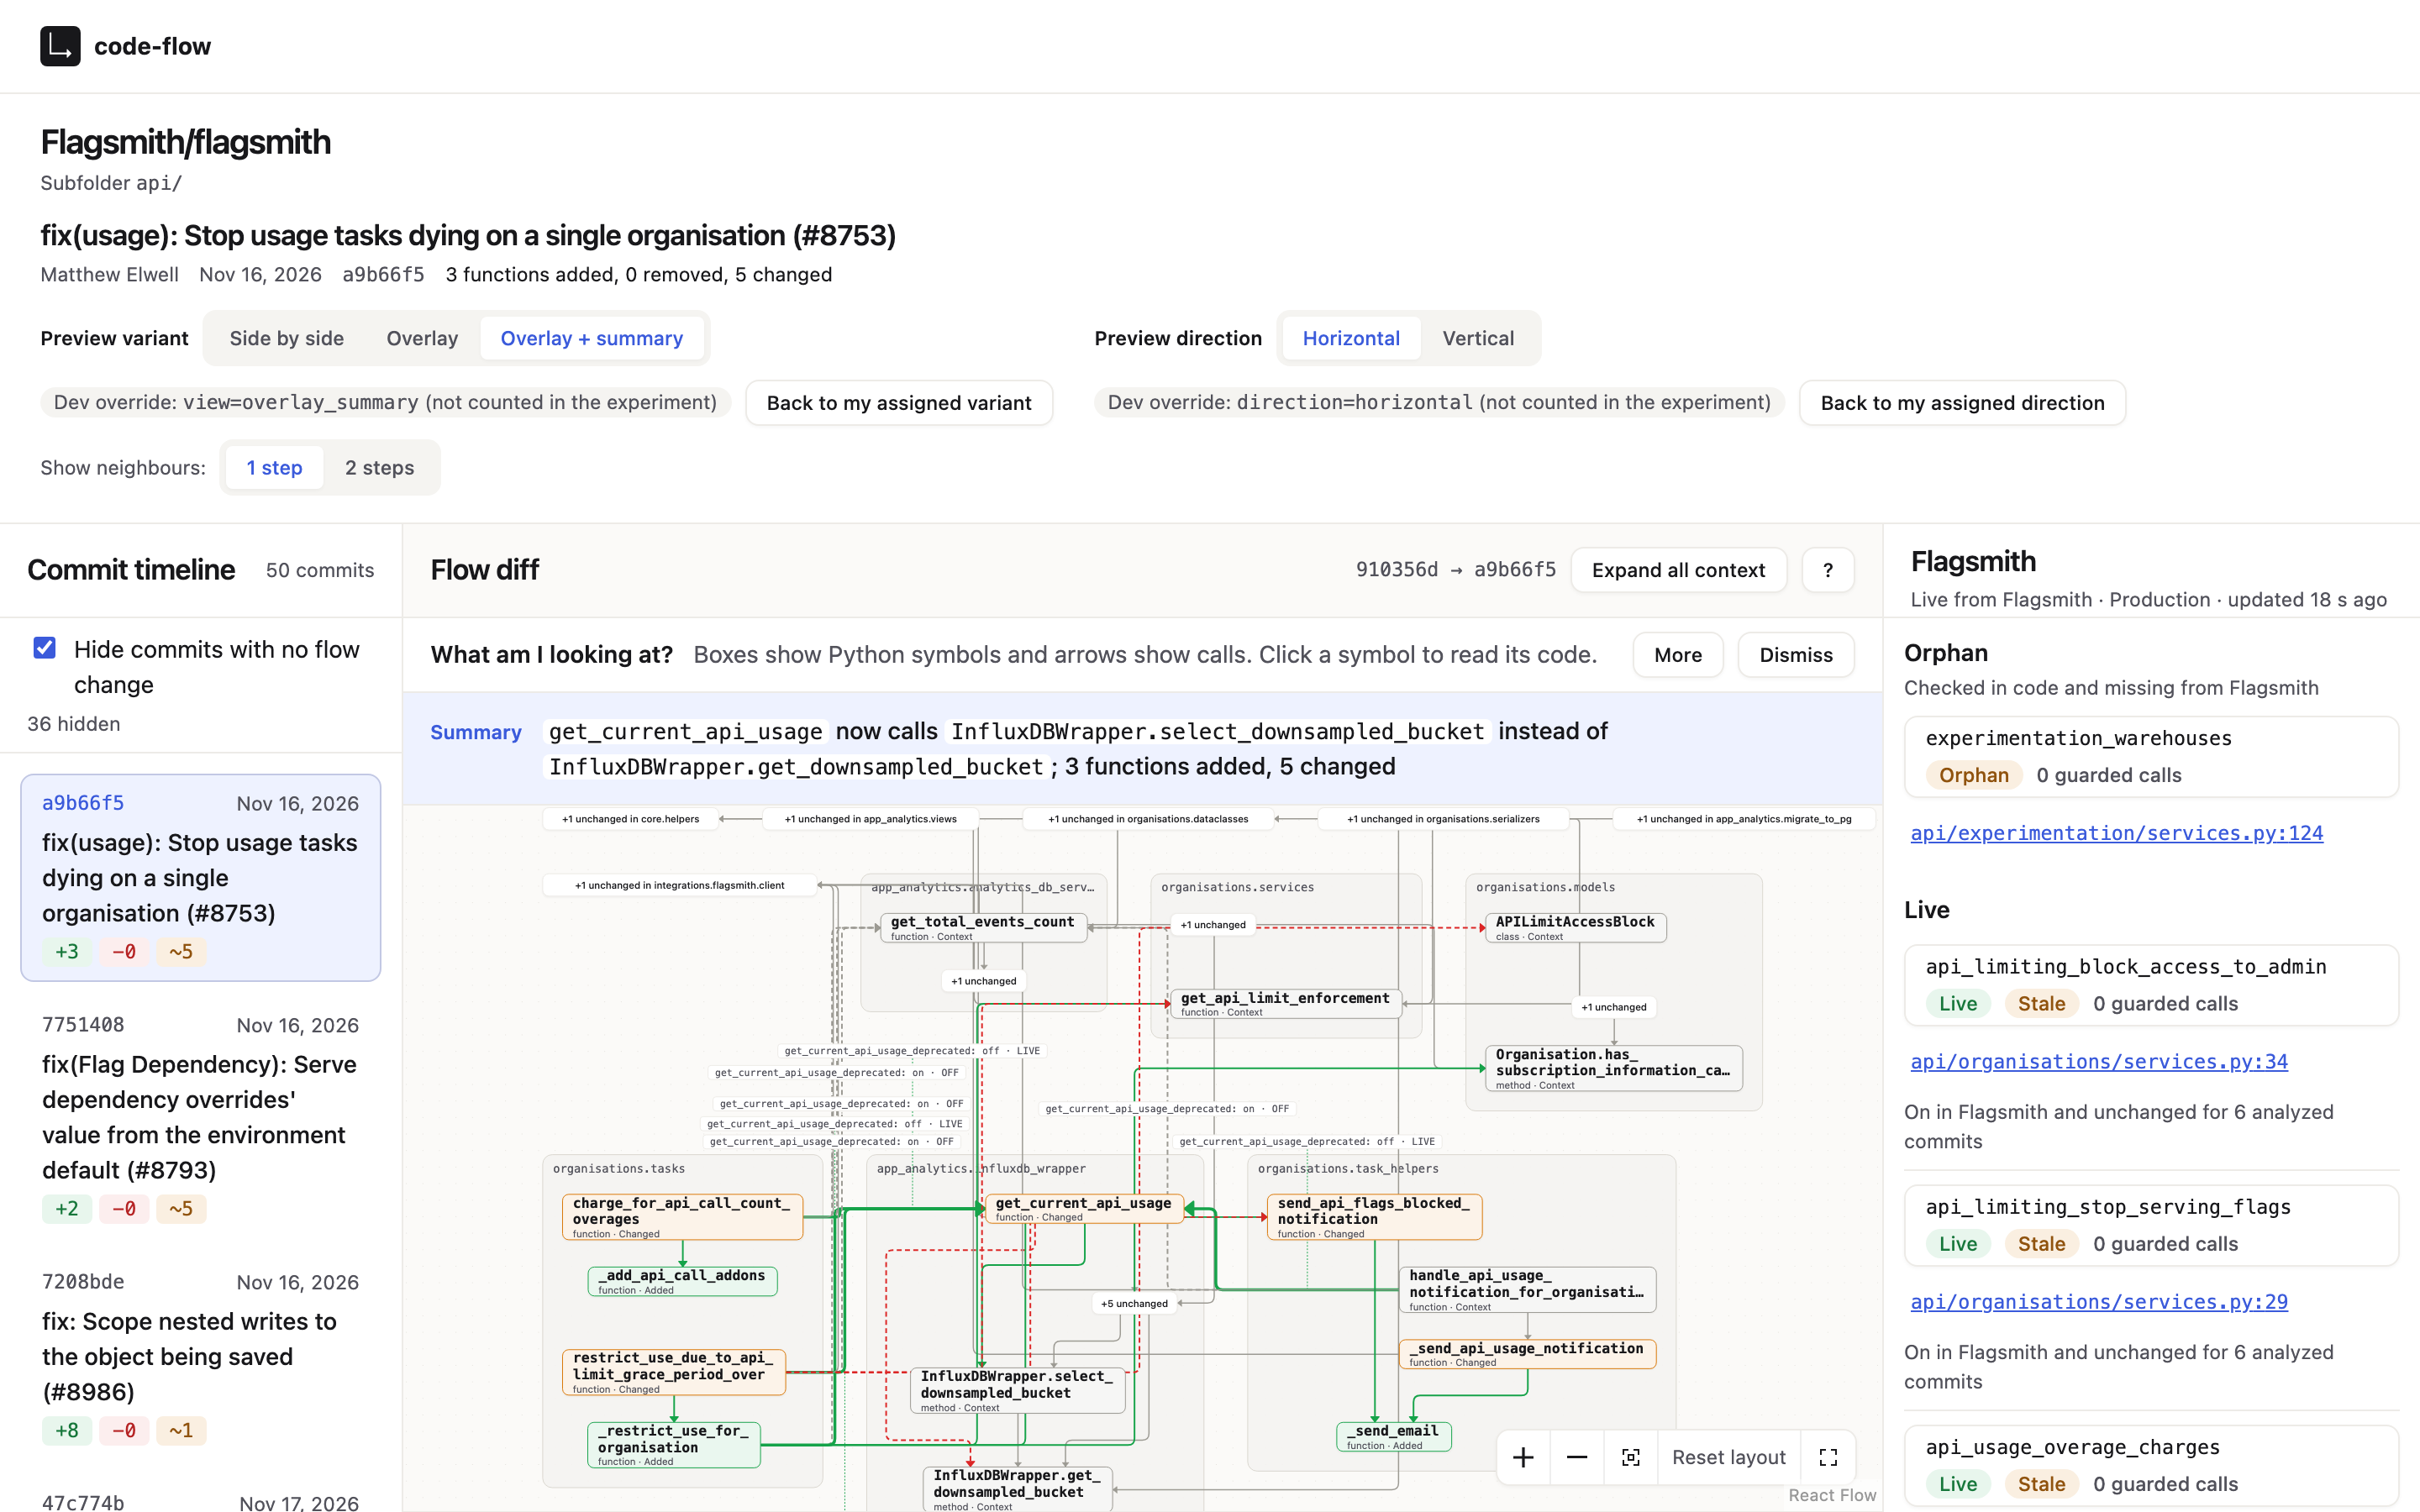 code-flow
Flagsmith/flagsmith
Subfolder api/
fix(usage): Stop usage tasks dying on a single organisation (#8753)
Matthew Elwell Nov 16, 2026 a9b66f5 3 functions added, 0 removed, 5 changed
Preview variant Side by side Overlay Overlay + summary Preview direction Horizontal Vertical
Dev override: view=overlay_summary (not counted in the experiment) Back to my assigned variant Dev override: direction=horizontal (not counted in the experiment) Back to my assigned direction
Show neighbours: 1 step 2 steps
Commit timeline 50 commits
Hide commits with no flow
change
36 hidden
a9b66f5 Nov 16, 2026
fix(usage): Stop usage tasks
dying on a single
organisation (#8753)
+3 −0 ~5
7751408 Nov 16, 2026
fix(Flag Dependency): Serve
dependency overrides'
value from the environment
default (#8793)
+2 −0 ~5
7208bde Nov 16, 2026
fix: Scope nested writes to
the object being saved
(#8986)
+8 −0 ~1
47c774b Nov 17, 2026
Flow diff 910356d → a9b66f5 Expand all context ?
What am I looking at? Boxes show Python symbols and arrows show calls. Click a symbol to read its code. More Dismiss
Summary get_current_api_usage now calls InfluxDBWrapper.select_downsampled_bucket instead of
InfluxDBWrapper.get_downsampled_bucket ; 3 functions added, 5 changed
+1 unchanged in core.helpers +1 unchanged in app_analytics.views +1 unchanged in organisations.dataclasses +1 unchanged in organisations.serializers +1 unchanged in app_analytics.migrate_to_pg
+1 unchanged in integrations.flagsmith.client
app_analytics.analytics_db_serv…
get_total_events_count
function · Context
+1 unchanged
organisations.services
+1 unchanged
get_api_limit_enforcement
function · Context
organisations.models
APILimitAccessBlock
class · Context
+1 unchanged
Organisation.has_
subscription_information_ca…
method · Context
get_current_api_usage_deprecated: off · LIVE
get_current_api_usage_deprecated: on · OFF
get_current_api_usage_deprecated: on · OFF
get_current_api_usage_deprecated: on · OFF
get_current_api_usage_deprecated: off · LIVE
get_current_api_usage_deprecated: on · OFF
get_current_api_usage_deprecated: off · LIVE
organisations.tasks
charge_for_api_call_count_
overages
function · Changed
_add_api_call_addons
function · Added
restrict_use_due_to_api_
limit_grace_period_over
function · Changed
_restrict_use_for_
organisation
function · Added
app_analytics.influxdb_wrapper
get_current_api_usage
function · Changed
+5 unchanged
InfluxDBWrapper.select_
downsampled_bucket
method · Context
InfluxDBWrapper.get_
downsampled_bucket
method · Context
organisations.task_helpers
send_api_flags_blocked_
notification
function · Changed
handle_api_usage_
notification_for_organisati…
function · Context
_send_api_usage_notification
function · Changed
_send_email
function · Added
Reset layout
React Flow
Flagsmith
Live from Flagsmith · Production · updated 18 s ago
Orphan
Checked in code and missing from Flagsmith
experimentation_warehouses
Orphan 0 guarded calls
api/experimentation/services.py:124
Live
api_limiting_block_access_to_admin
Live Stale 0 guarded calls
api/organisations/services.py:34
On in Flagsmith and unchanged for 6 analyzed
commits
api_limiting_stop_serving_flags
Live Stale 0 guarded calls
api/organisations/services.py:29
On in Flagsmith and unchanged for 6 analyzed
commits
api_usage_overage_charges
Live Stale 0 guarded calls